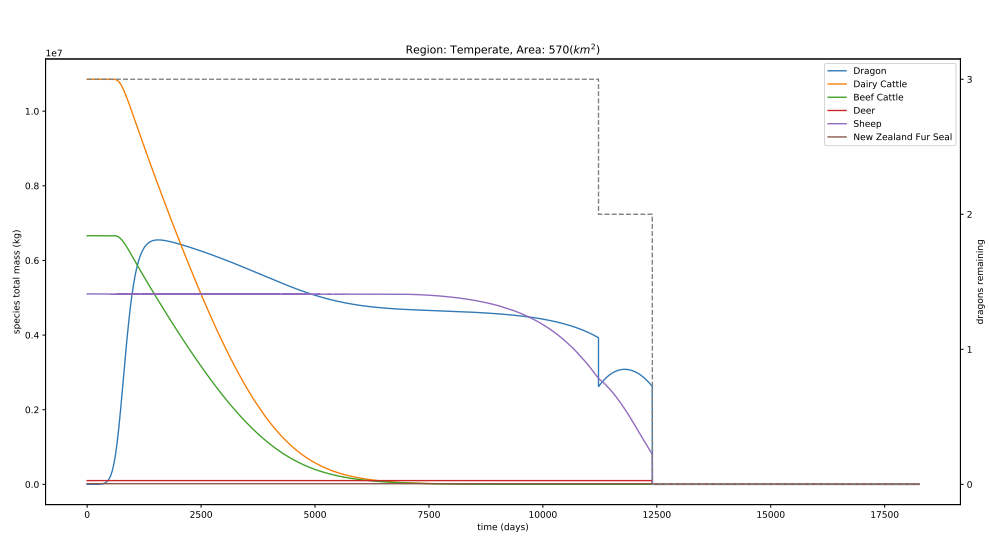 Region: Temperate, Area: 570(km²)
1e7
Dragon
Dairy Cattle
Beef Cattle
Deer
Sheep
New Zealand Fur Seal
1.0
0.8
0.6
0.4
0.2
0.0
species total mass (kg)
3
2
1
0
dragons remaining
0
2500
5000
7500
10000
12500
15000
17500
time (days)